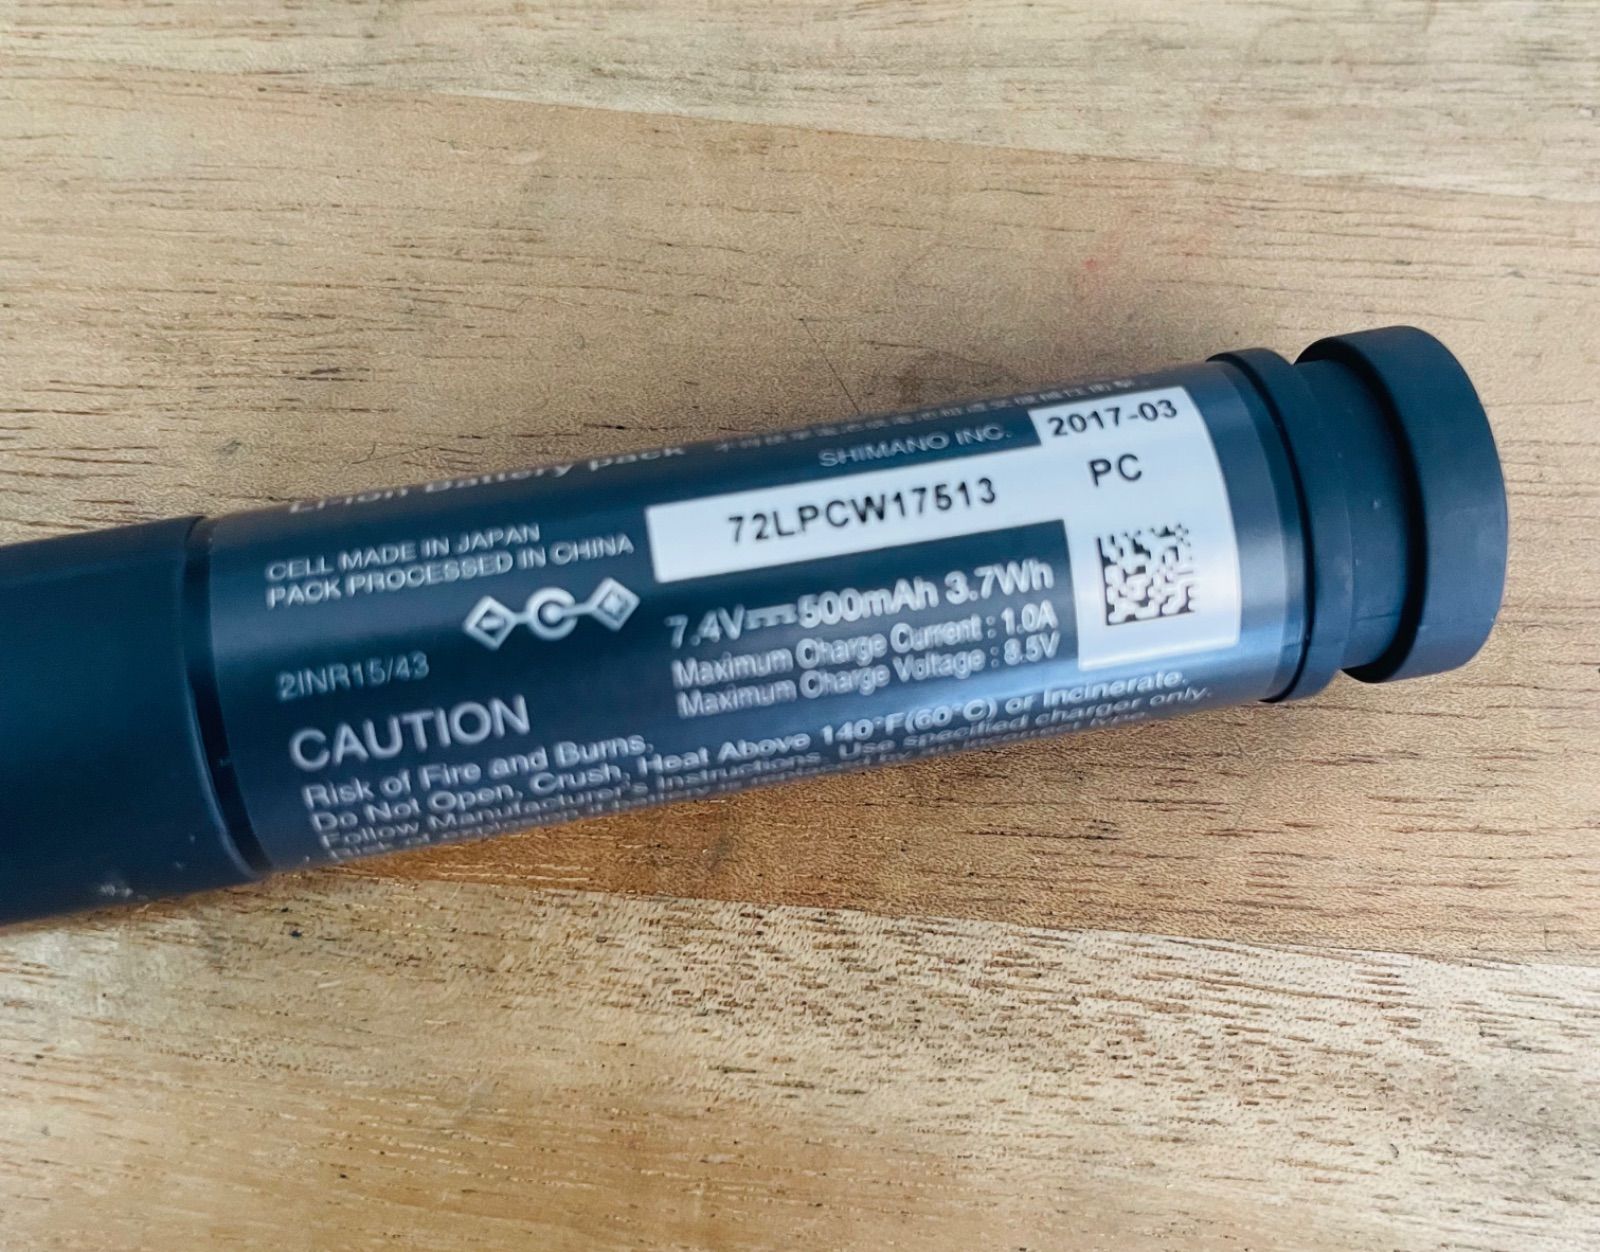 Li-ion Battery pack
SHIMANO INC.
2017-03
72LPCW17513
PC
CELL MADE IN JAPAN
PACK PROCESSED IN CHINA
7.4V⎓500mAh 3.7Wh
Maximum Charge Current : 1.0A
Maximum Charge Voltage : 8.5V
2INR15/43
CAUTION
Risk of Fire and Burns.
Do Not Open, Crush, Heat Above 140°F(60°C) or Incinerate.
Follow Manufacturer's Instructions. Use specified charger only.